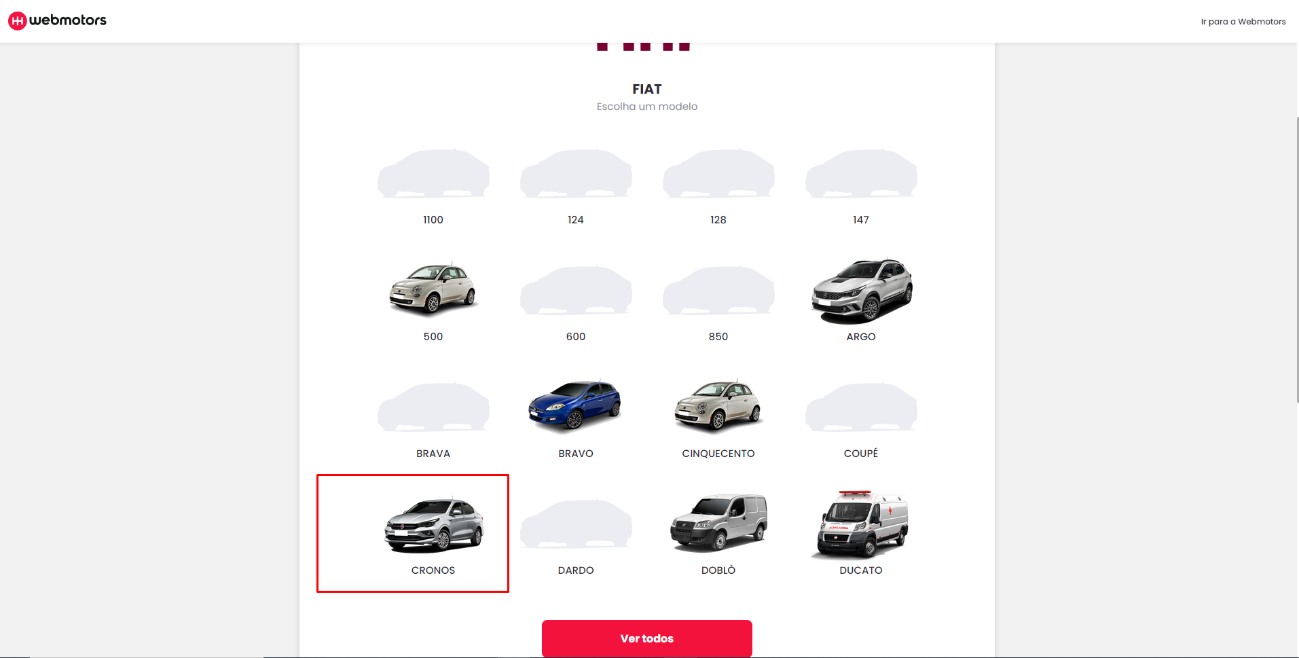 webmotors
Ir para a Webmotors
FIAT
Escolha um modelo
1100
124
128
147
500
600
850
ARGO
BRAVA
BRAVO
CINQUECENTO
COUPÉ
CRONOS
DARDO
DOBLÒ
DUCATO
Ver todos